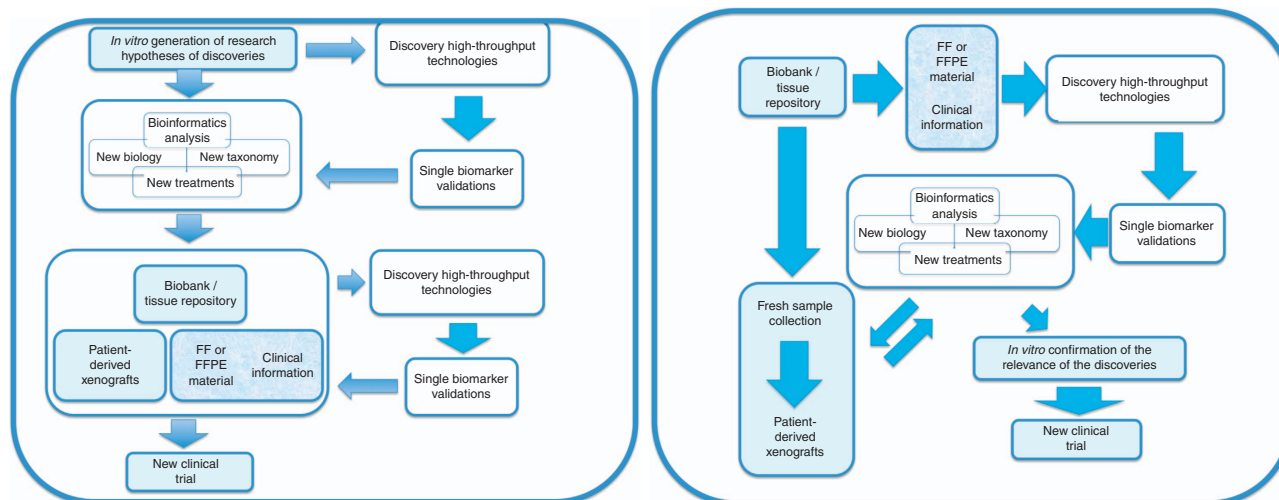 In vitro generation of research
hypotheses of discoveries
Discovery high-throughput
technologies
Bioinformatics
analysis
New biology
New taxonomy
New treatments
Single biomarker
validations
Biobank /
tissue repository
Discovery high-throughput
technologies
Patient-
derived
xenografts
FF or
FFPE
material
Clinical
information
Single biomarker
validations
New clinical
trial
Biobank /
tissue
repository
FF or
FFPE
material
Clinical
information
Discovery high-throughput
technologies
Bioinformatics
analysis
New biology
New taxonomy
New treatments
Single biomarker
validations
Fresh sample
collection
Patient-
derived
xenografts
In vitro confirmation of the
relevance of the discoveries
New clinical
trial